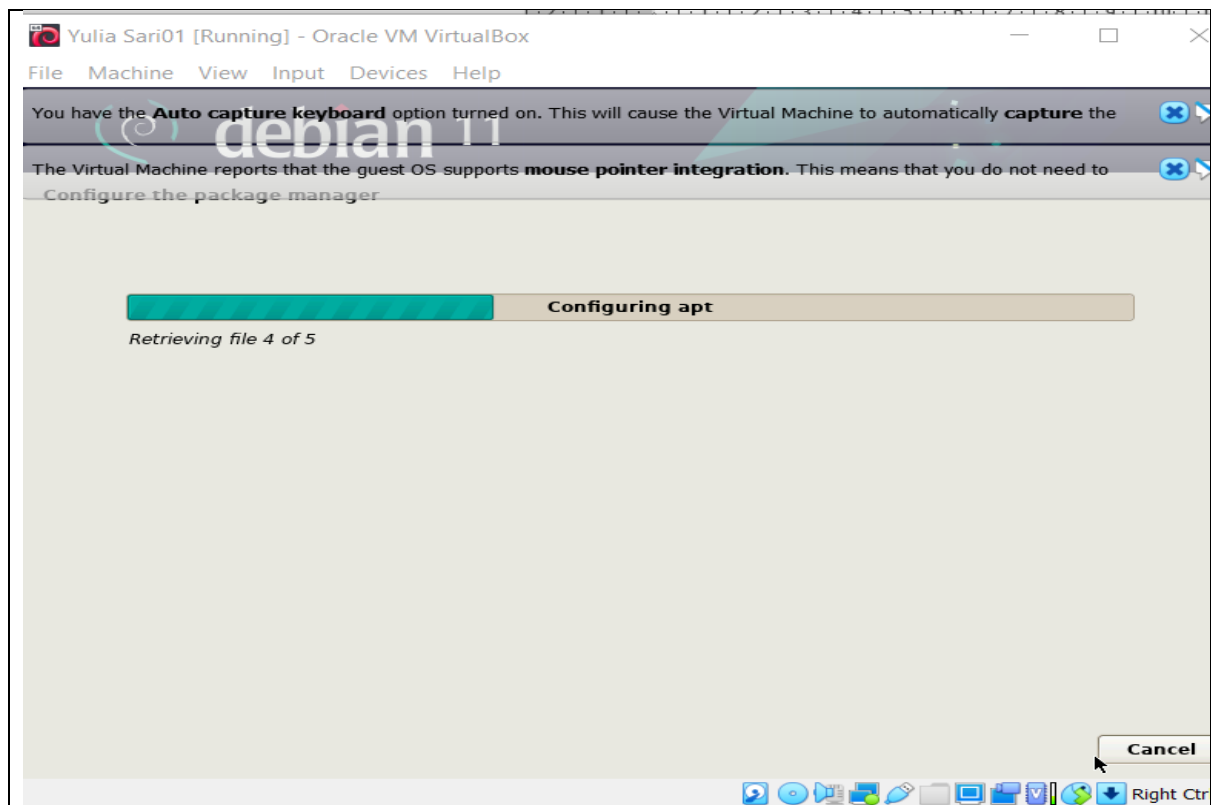 Yulia Sari01 [Running] - Oracle VM VirtualBox
File Machine View Input Devices Help
You have the Auto capture keyboard option turned on. This will cause the Virtual Machine to automatically capture the
debian 11
The Virtual Machine reports that the guest OS supports mouse pointer integration. This means that you do not need to
Configure the package manager
Configuring apt
Retrieving file 4 of 5
Cancel
Right Ctr